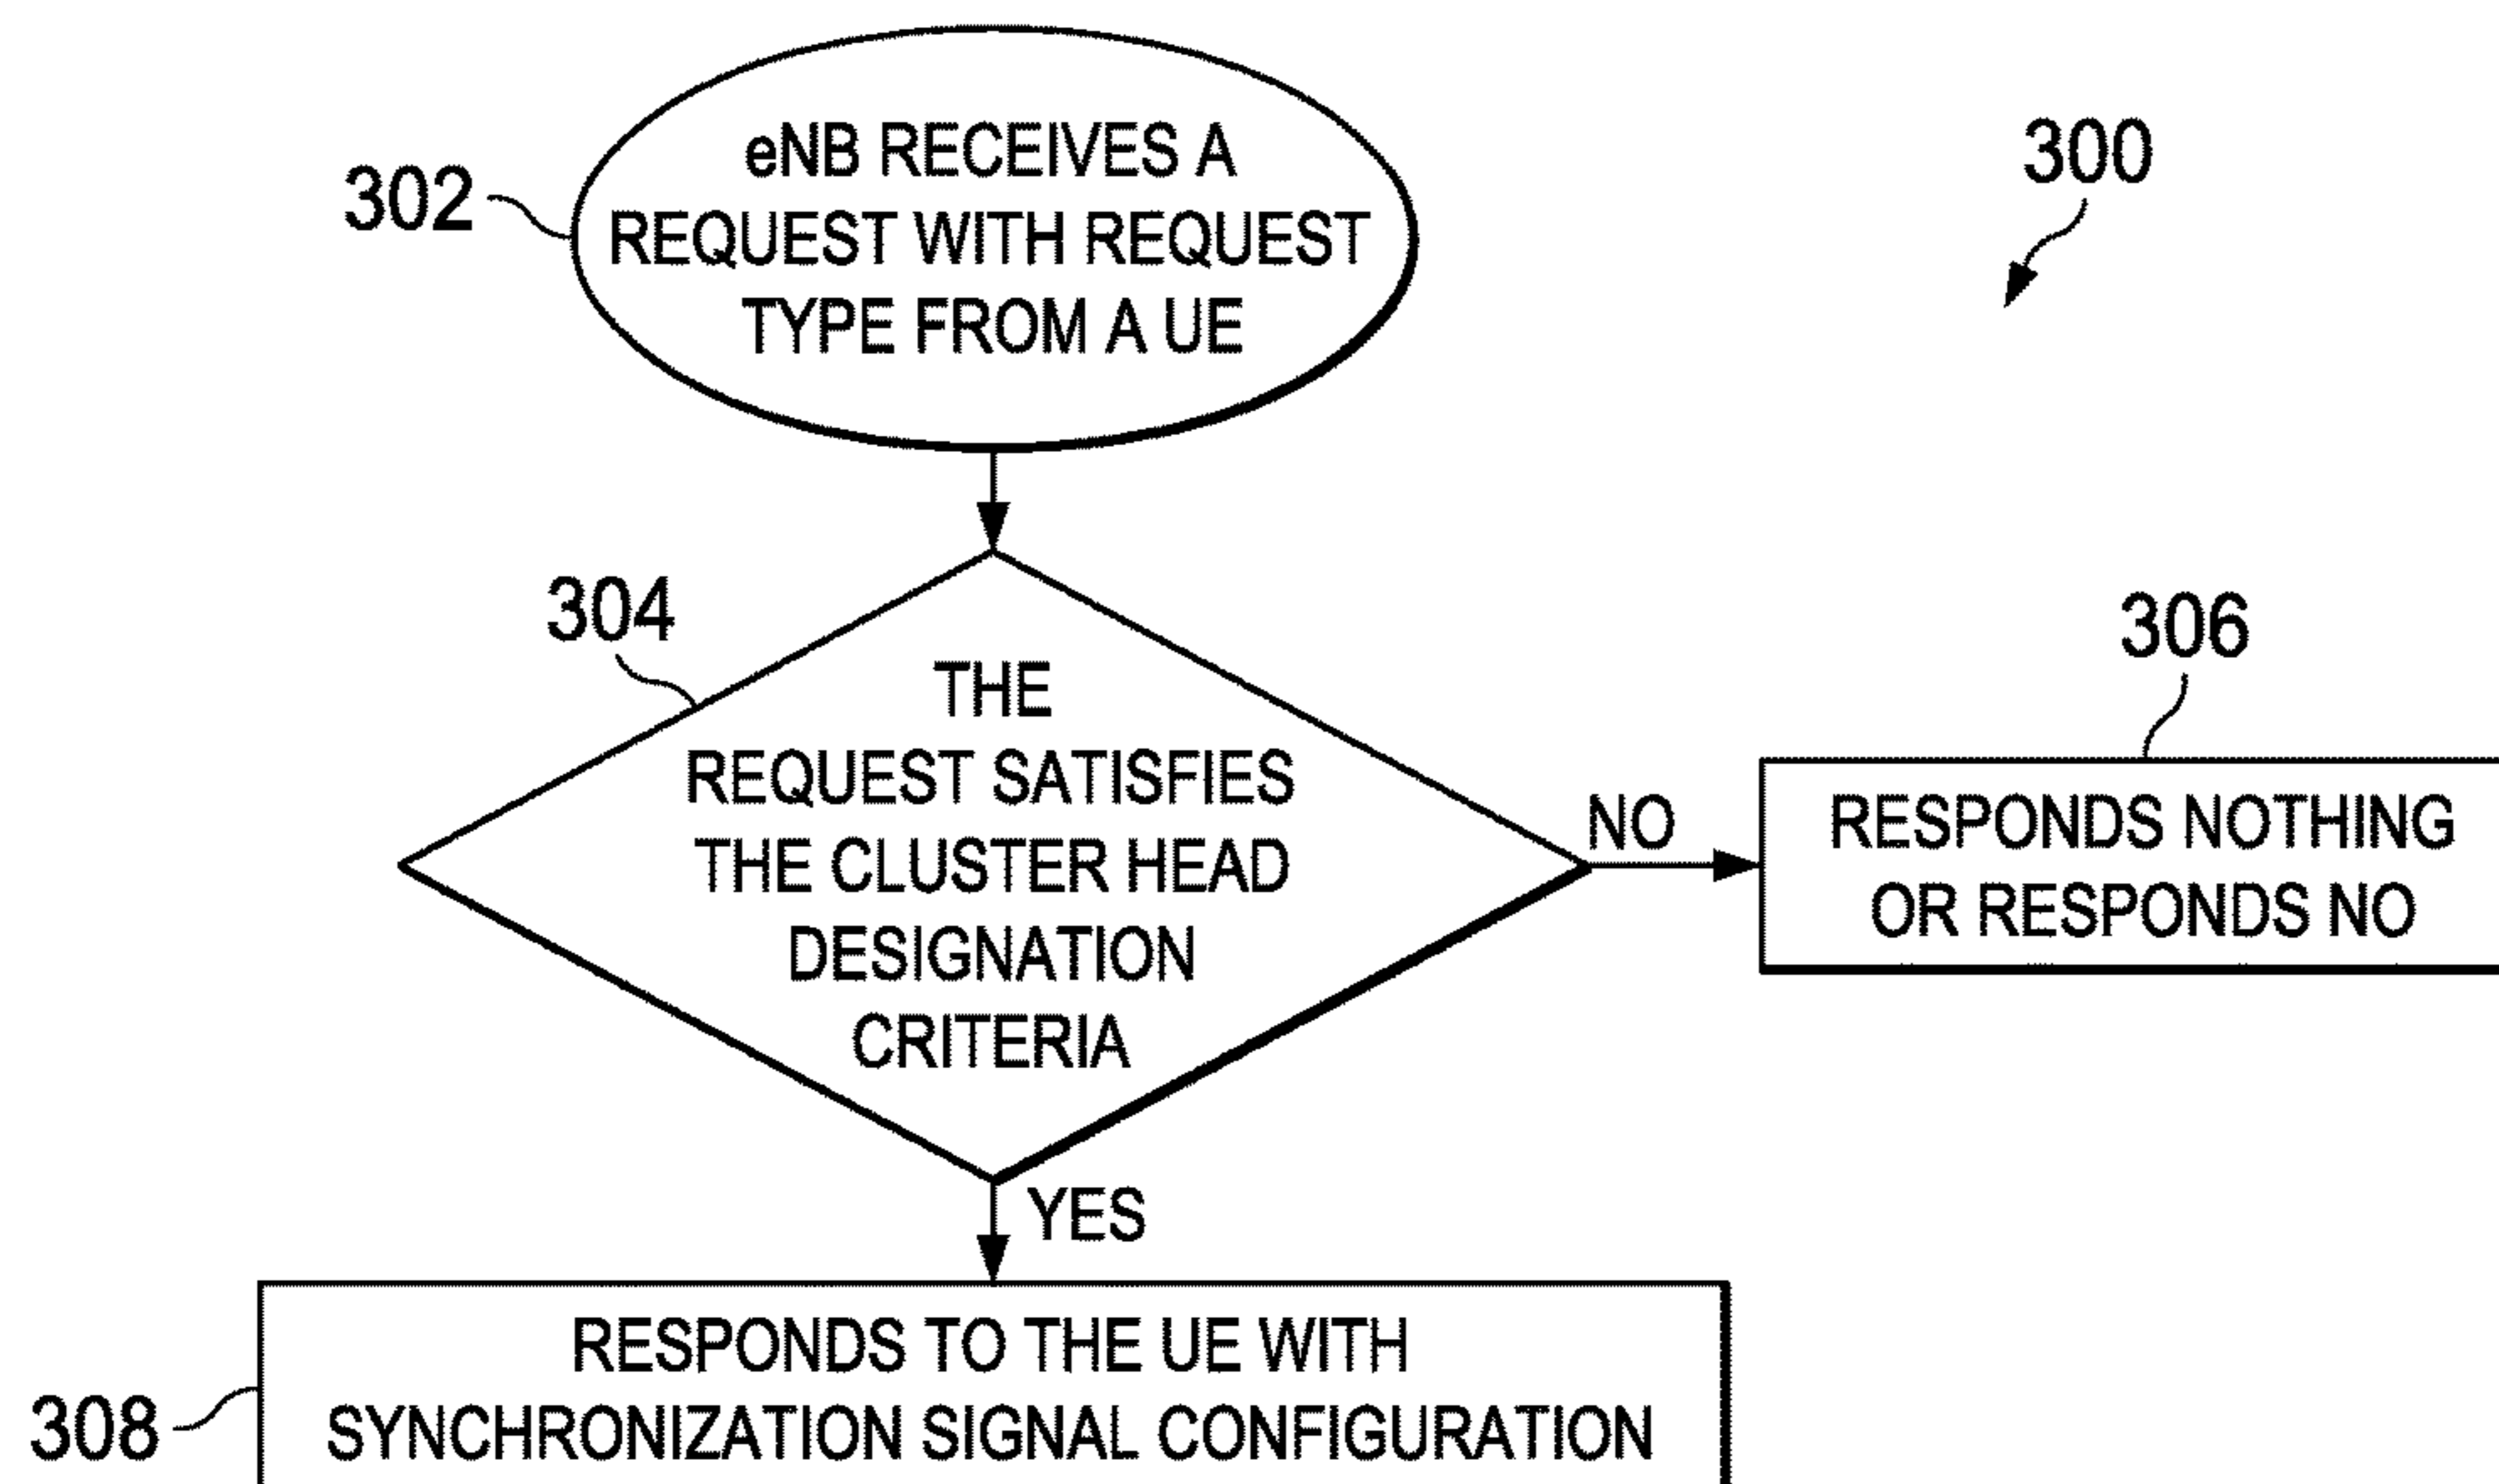 302
eNB RECEIVES A
REQUEST WITH REQUEST
TYPE FROM A UE
300
304
THE
REQUEST SATISFIES
THE CLUSTER HEAD
DESIGNATION
CRITERIA
NO
306
RESPONDS NOTHING
OR RESPONDS NO
YES
308
RESPONDS TO THE UE WITH
SYNCHRONIZATION SIGNAL CONFIGURATION